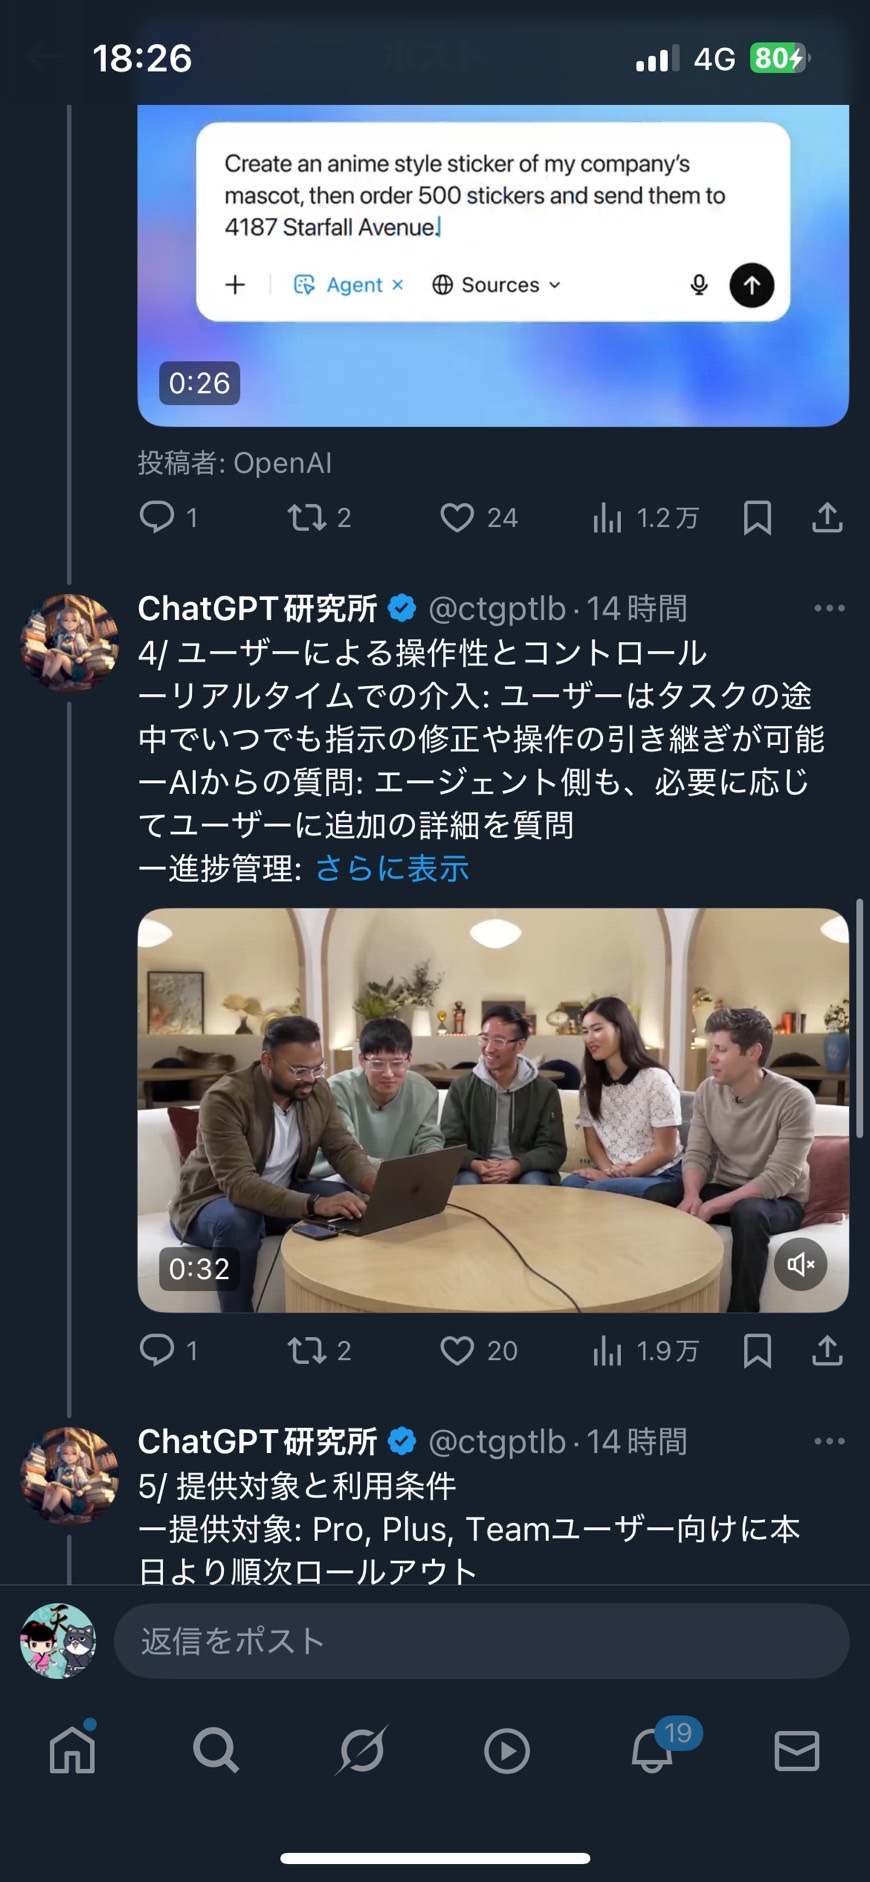 18:26
4G
80
ポスト
Create an anime style sticker of my company's
mascot, then order 500 stickers and send them to
4187 Starfall Avenue.
Agent ×
Sources
0:26
投稿者: OpenAI
1
2
24
1.2万
ChatGPT研究所 @ctgptlb · 14時間
4/ ユーザーによる操作性とコントロール
ーリアルタイムでの介入: ユーザーはタスクの途
中でいつでも指示の修正や操作の引き継ぎが可能
ーAIからの質問: エージェント側も、必要に応じ
てユーザーに追加の詳細を質問
ー進捗管理: さらに表示
0:32
1
2
20
1.9万
ChatGPT研究所 @ctgptlb · 14時間
5/ 提供対象と利用条件
ー提供対象: Pro, Plus, Teamユーザー向けに本
日より順次ロールアウト
天
返信をポスト
19